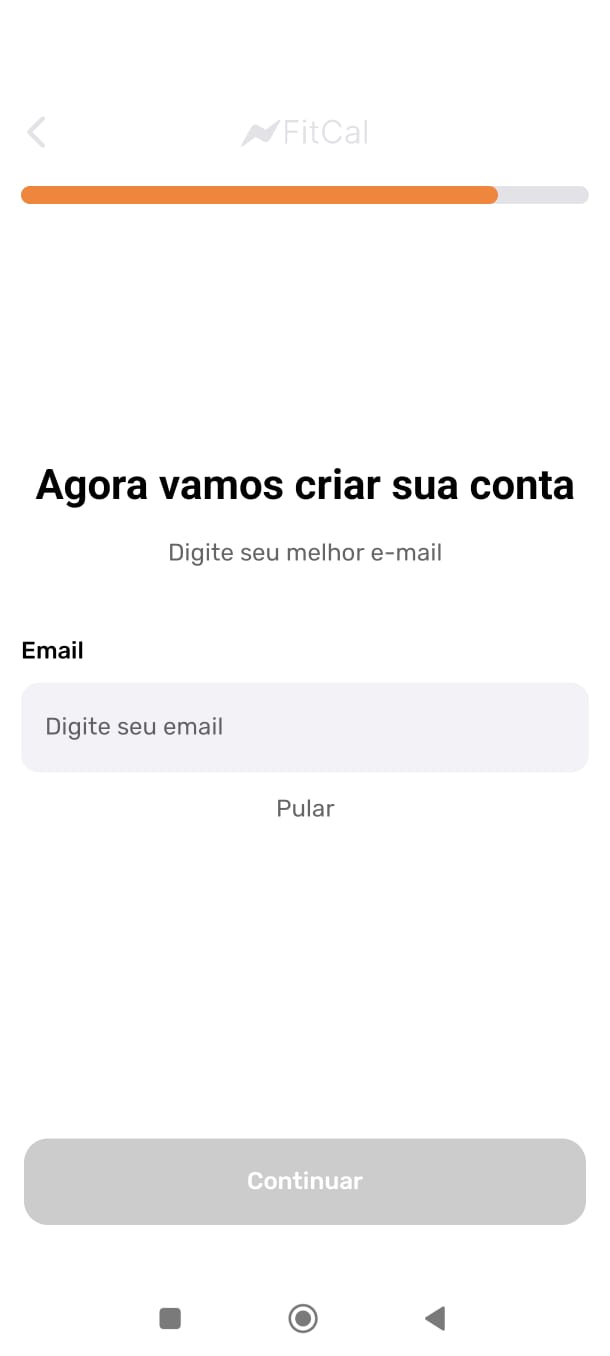 FitCal
Agora vamos criar sua conta
Digite seu melhor e-mail
Email
Digite seu email
Pular
Continuar